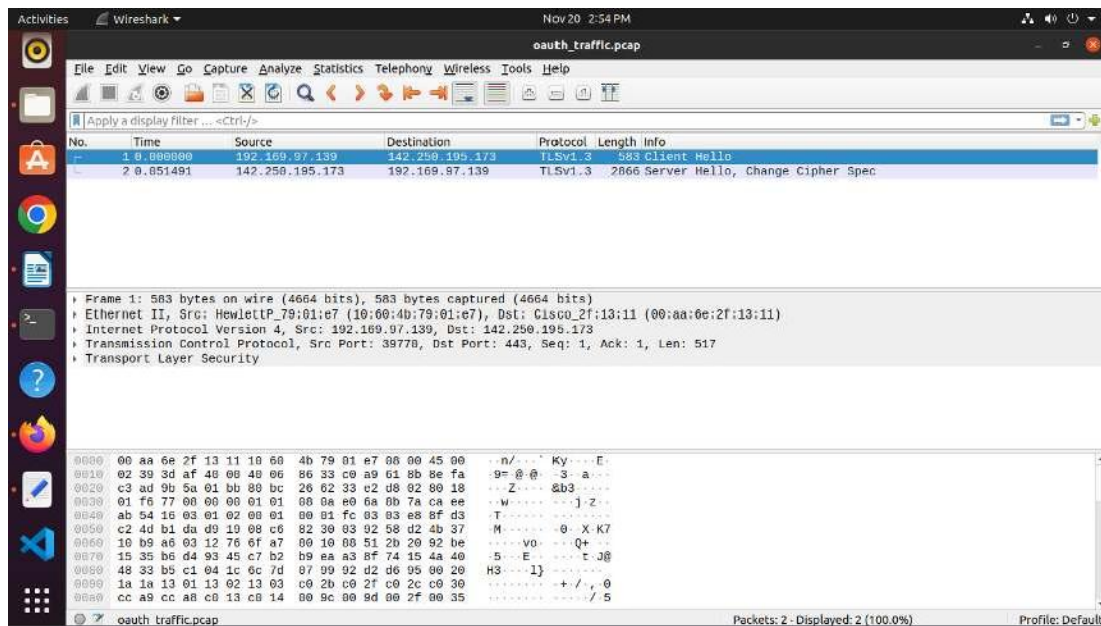 Activities Wireshark Nov 20 2:54 PM
oauth_traffic.pcap
File Edit View Go Capture Analyze Statistics Telephony Wireless Tools Help
Apply a display filter ... <Ctrl-/>
No. Time Source Destination Protocol Length Info
1 0.000000 192.169.97.139 142.250.195.173 TLSv1.3 583 Client Hello
2 0.051491 142.250.195.173 192.169.97.139 TLSv1.3 2866 Server Hello, Change Cipher Spec
Frame 1: 583 bytes on wire (4664 bits), 583 bytes captured (4664 bits)
Ethernet II, Src: HewlettP_79:01:e7 (10:60:4b:79:01:e7), Dst: Cisco_2f:13:11 (00:aa:6e:2f:13:11)
Internet Protocol Version 4, Src: 192.169.97.139, Dst: 142.250.195.173
Transmission Control Protocol, Src Port: 39770, Dst Port: 443, Seq: 1, Ack: 1, Len: 517
Transport Layer Security
0000 00 aa 6e 2f 13 11 10 60 4b 79 01 e7 08 00 45 00
0010 02 39 3d af 40 00 40 06 86 33 c0 a9 61 8b 8e fa
0020 c3 ad 9b 5a 01 bb 80 bc 26 62 33 e2 d8 02 80 18
0030 01 f6 77 08 00 00 01 01 08 0a e0 6a 8b 7a ca ee
0040 ab 54 16 03 01 02 00 01 00 01 fc 03 03 e8 8f d3
0050 c2 4d b1 da d9 19 08 c6 82 30 03 92 58 d2 4b 37
0060 10 b9 a6 03 12 76 6f a7 80 10 08 51 2b 20 92 be
0070 15 35 b6 d4 93 45 c7 b2 b9 ea a3 8f 74 15 4a 40
0080 48 33 b5 c1 04 1c 6c 7d 07 99 92 d2 d6 95 00 20
0090 1a 1a 13 01 13 02 13 03 c0 2b c0 2f c0 2c c0 30
00a0 cc a9 cc a8 c0 13 c0 14 00 9c 00 9d 00 2f 00 35
oauth_traffic.pcap Packets: 2 · Displayed: 2 (100.0%) Profile: Default